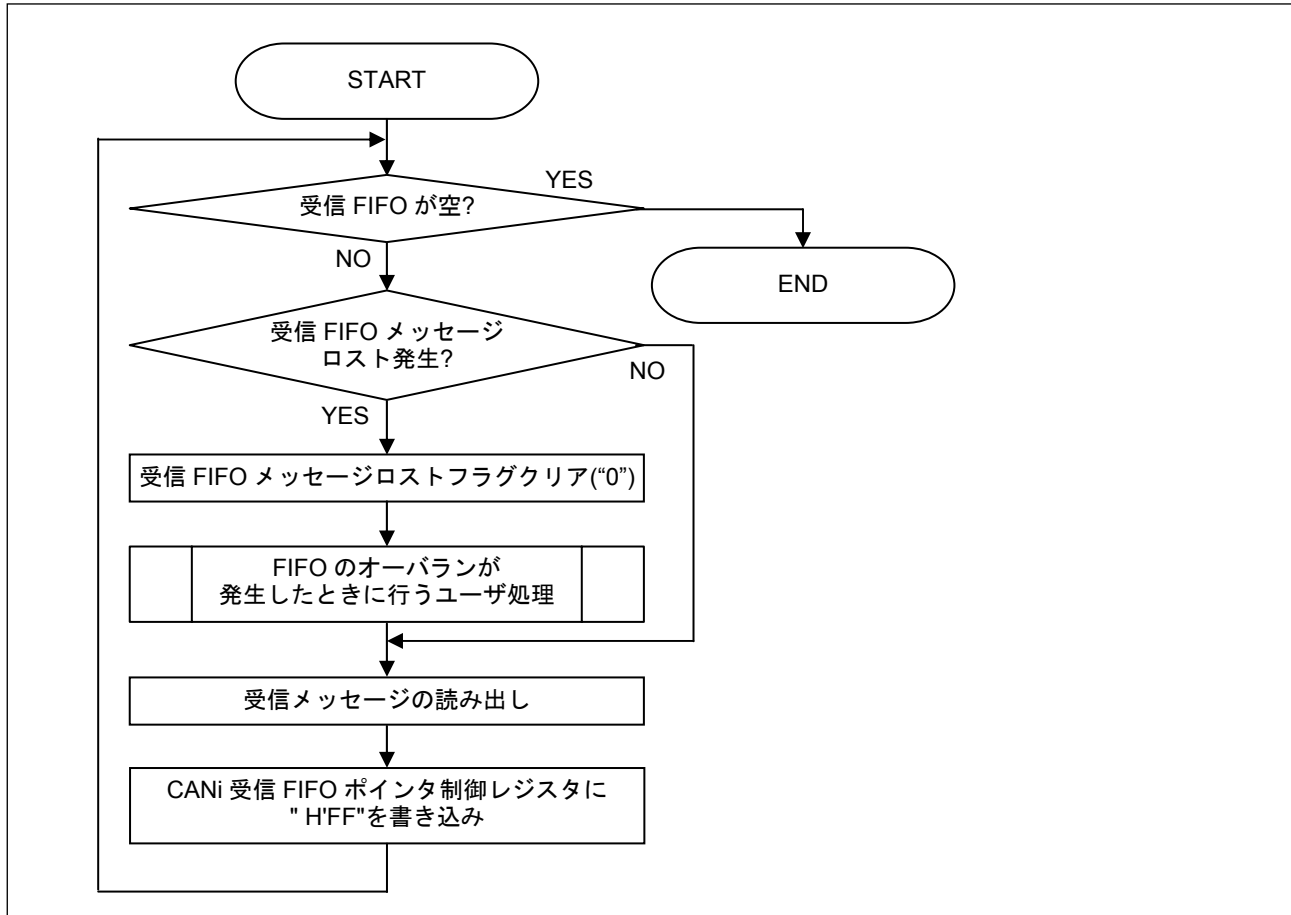 START
受信 FIFO が空?
YES
NO
END
受信 FIFO メッセージ
ロスト発生?
NO
YES
受信 FIFO メッセージロストフラグクリア(“0”)
FIFO のオーバランが
発生したときに行うユーザ処理
受信メッセージの読み出し
CANi 受信 FIFO ポインタ制御レジスタに
" H'FF"を書き込み